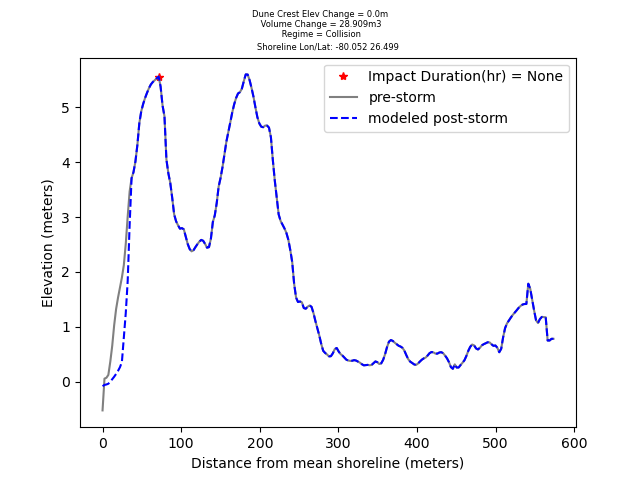 Dune Crest Elev Change = 0.0m
Volume Change = 28.909m3
Regime = Collision
Shoreline Lon/Lat: -80.052 26.499
Impact Duration(hr) = None
pre-storm
modeled post-storm
Elevation (meters)
5
4
3
2
1
0
0 100 200 300 400 500 600
Distance from mean shoreline (meters)